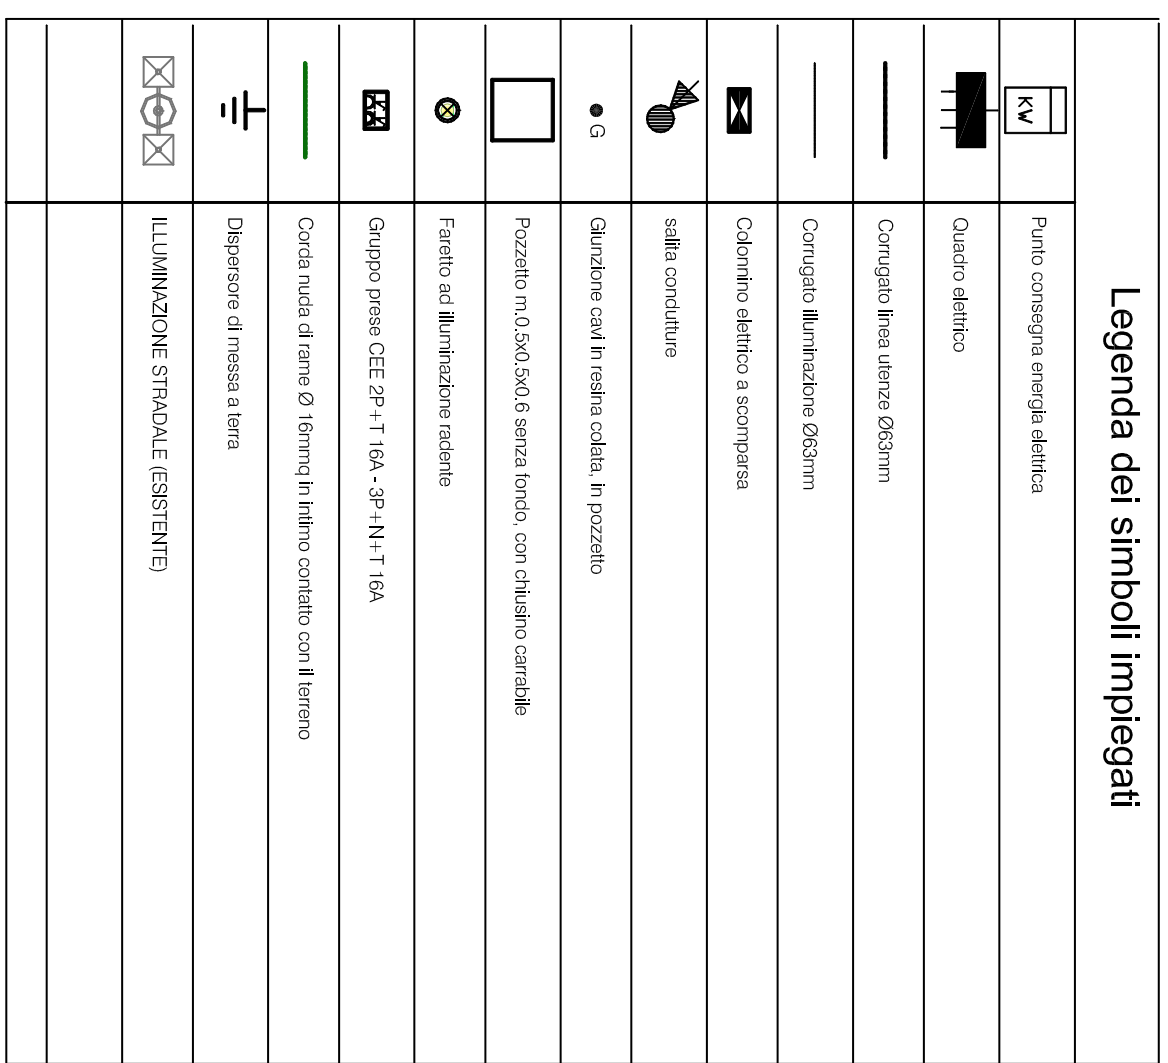 Legenda dei simboli impiegati
KW
Punto consegna energia elettrica
Quadro elettrico
Corrugato linea utenze Ø63mm
Corrugato illuminazione Ø63mm
Colonnino elettrico a scomparsa
salita condutture
G
Giunzione cavi in resina colata, in pozzetto
Pozzetto m.0.5x0.5x0.6 senza fondo, con chiusino carrabile
Faretto ad illuminazione radente
Gruppo prese CEE 2P+T 16A - 3P+N+T 16A
Corda nuda di rame Ø 16mmq in intimo contatto con il terreno
Dispersore di messa a terra
ILLUMINAZIONE STRADALE (ESISTENTE)